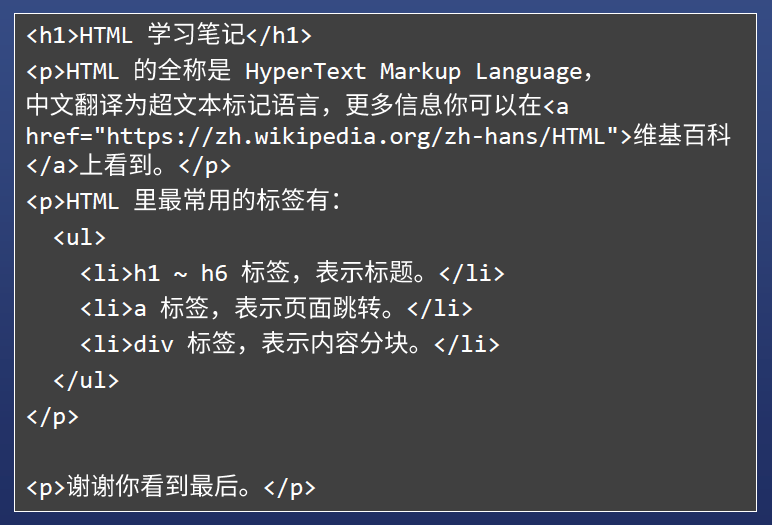 <h1>HTML 学习笔记</h1>
<p>HTML 的全称是 HyperText Markup Language,
中文翻译为超文本标记语言，更多信息你可以在<a
href="https://zh.wikipedia.org/zh-hans/HTML">维基百科
</a>上看到。</p>
<p>HTML 里最常用的标签有：
  <ul>
    <li>h1 ~ h6 标签，表示标题。</li>
    <li>a 标签，表示页面跳转。</li>
    <li>div 标签，表示内容分块。</li>
  </ul>
</p>
<p>谢谢你看到最后。</p>